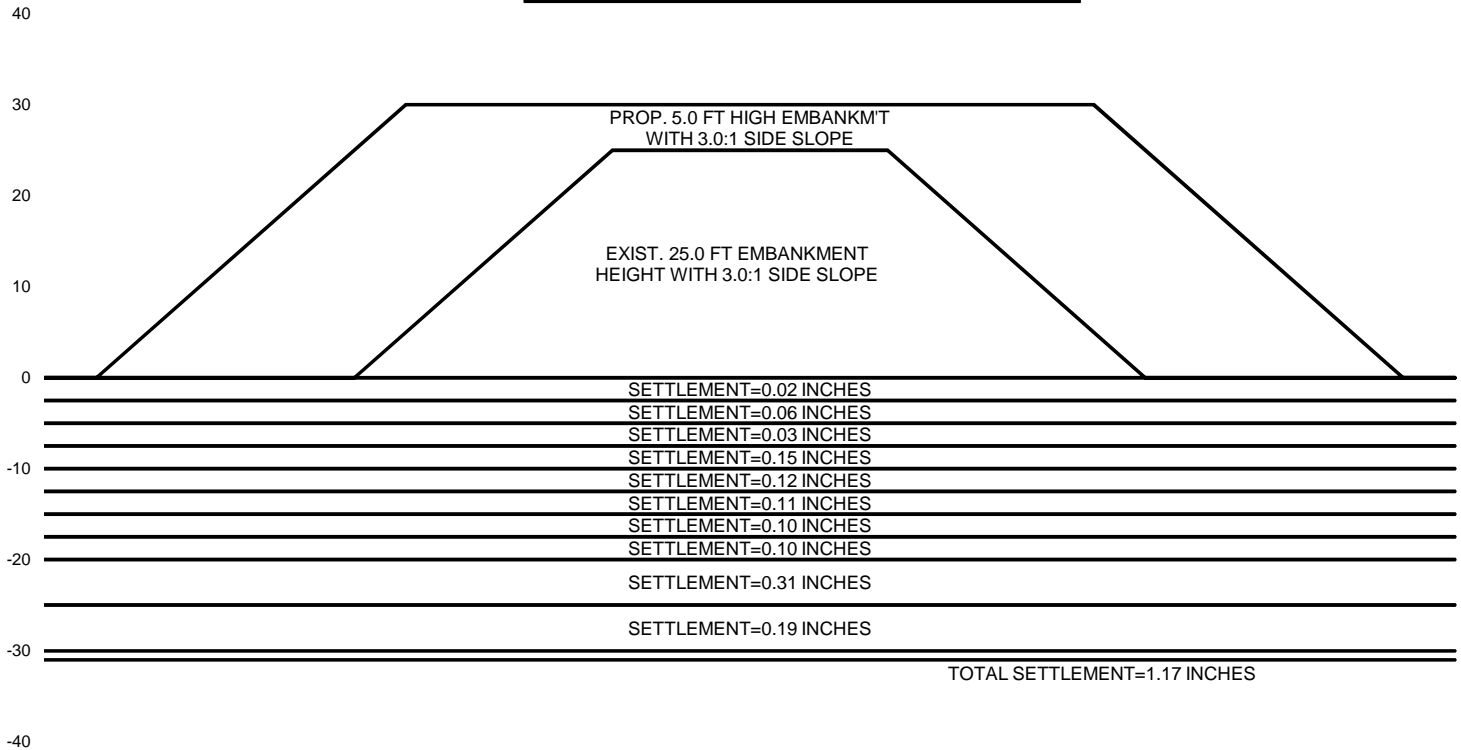 40
30
PROP. 5.0 FT HIGH EMBANKM'T
WITH 3.0:1 SIDE SLOPE
20
EXIST. 25.0 FT EMBANKMENT
HEIGHT WITH 3.0:1 SIDE SLOPE
10
0
SETTLEMENT=0.02 INCHES
SETTLEMENT=0.06 INCHES
SETTLEMENT=0.03 INCHES
SETTLEMENT=0.15 INCHES
-10
SETTLEMENT=0.12 INCHES
SETTLEMENT=0.11 INCHES
SETTLEMENT=0.10 INCHES
SETTLEMENT=0.10 INCHES
-20
SETTLEMENT=0.31 INCHES
SETTLEMENT=0.19 INCHES
-30
TOTAL SETTLEMENT=1.17 INCHES
-40